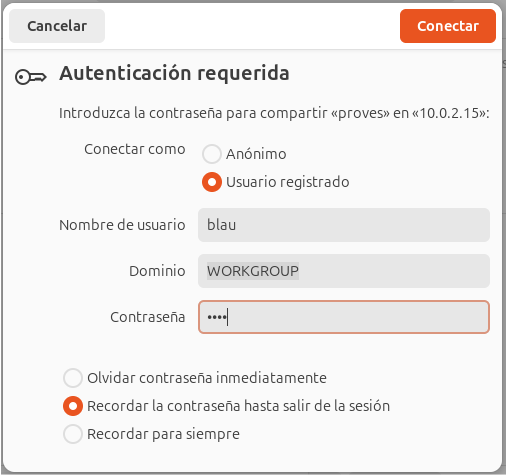 Cancelar Conectar
Autenticación requerida
Introduzca la contraseña para compartir «proves» en «10.0.2.15»:
Conectar como Anónimo
Usuario registrado
Nombre de usuario blau
Dominio WORKGROUP
Contraseña ••••
Olvidar contraseña inmediatamente
Recordar la contraseña hasta salir de la sesión
Recordar para siempre